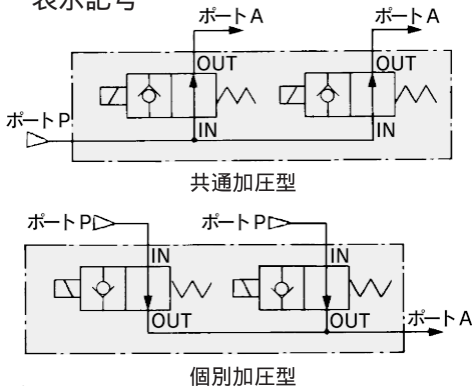 表示記号
ポートA ポートA
OUT OUT
ポートP
IN IN
共通加圧型
ポートP ポートP
IN IN
OUT OUT
ポートA
個別加圧型